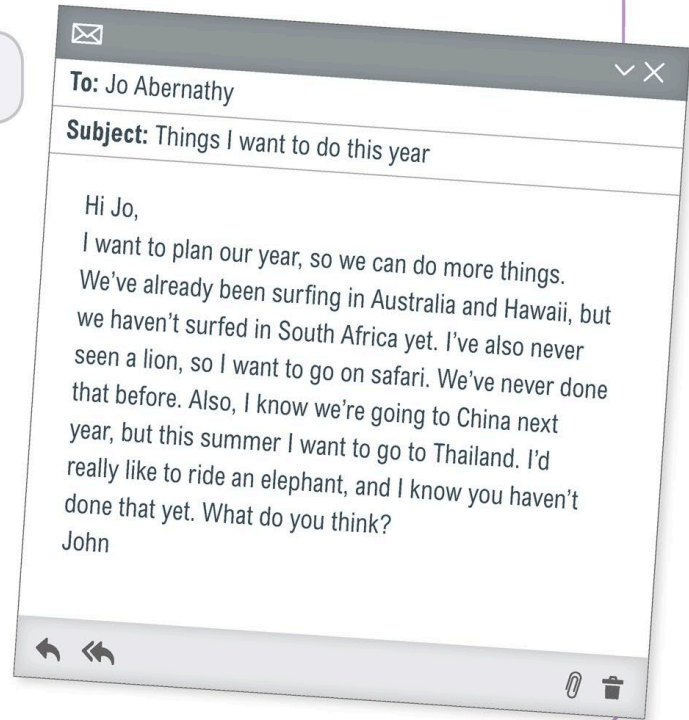 To: Jo Abernathy
Subject: Things I want to do this year
Hi Jo,
I want to plan our year, so we can do more things.
We've already been surfing in Australia and Hawaii, but
we haven't surfed in South Africa yet. I've also never
seen a lion, so I want to go on safari. We've never done
that before. Also, I know we're going to China next
year, but this summer I want to go to Thailand. I'd
really like to ride an elephant, and I know you haven't
done that yet. What do you think?
John